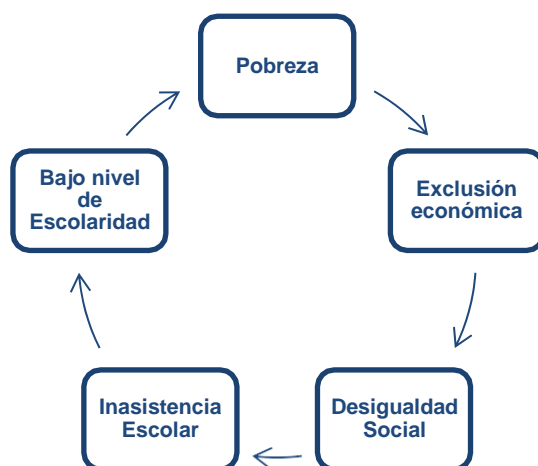 Pobreza
Exclusión
económica
Desigualdad
Social
Inasistencia
Escolar
Bajo nivel
de
Escolaridad